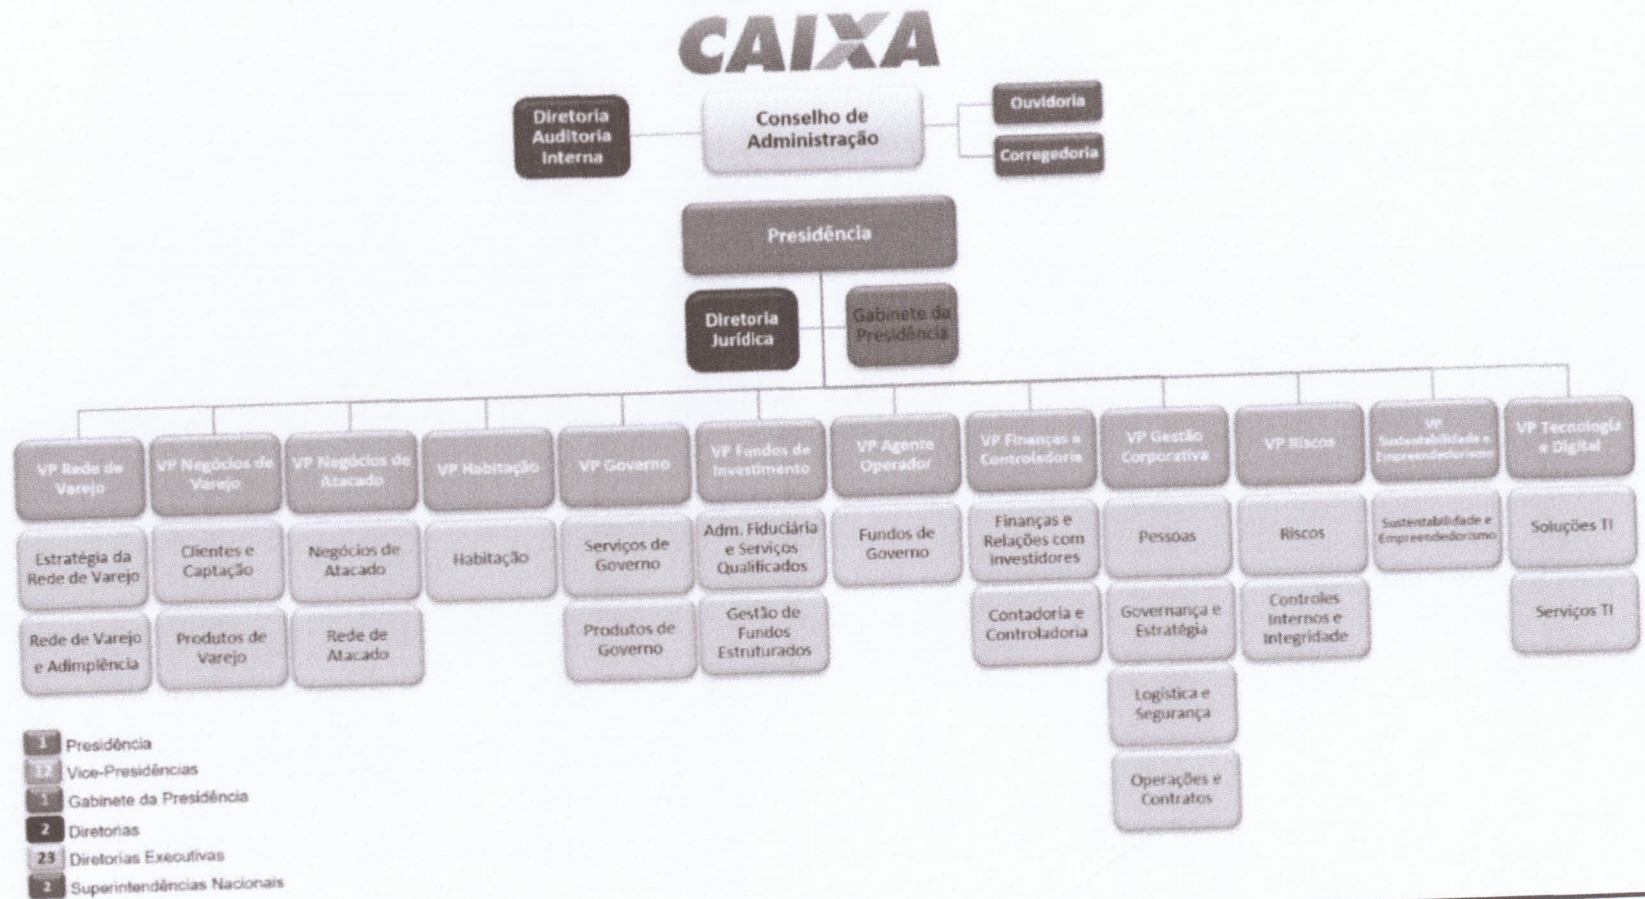 CAIXA
Diretoria
Auditoria
Interna
Conselho de
Administração
Ouvidoria
Corregedoria
Presidência
Diretoria
Jurídica
Gabinete da
Presidência
VP Rede de
Varejo
VP Negócios de
Varejo
VP Negócios de
Atacado
VP Habitação
VP Governo
VP Fundos de
Investimento
VP Agente
Operador
VP Finanças e
Controladoria
VP Gestão
Corporativa
VP Riscos
VP
Sustentabilidade e
Empreendedorismo
VP Tecnologia
e Digital
Estratégia da
Rede de Varejo
Clientes e
Captação
Negócios de
Atacado
Habitação
Serviços de
Governo
Adm. Fiduciária
e Serviços
Qualificados
Fundos de
Governo
Finanças e
Relações com
Investidores
Pessoas
Riscos
Sustentabilidade e
Empreendedorismo
Soluções TI
Rede de Varejo
e Adimplência
Produtos de
Varejo
Rede de
Atacado
Produtos de
Governo
Gestão de
Fundos
Estruturados
Contadoria e
Controladoria
Governança e
Estratégia
Controles
Internos e
Integridade
Serviços TI
Logística e
Segurança
Operações e
Contratos
1 Presidência
12 Vice-Presidências
1 Gabinete da Presidência
2 Diretorias
23 Diretorias Executivas
2 Superintendências Nacionais